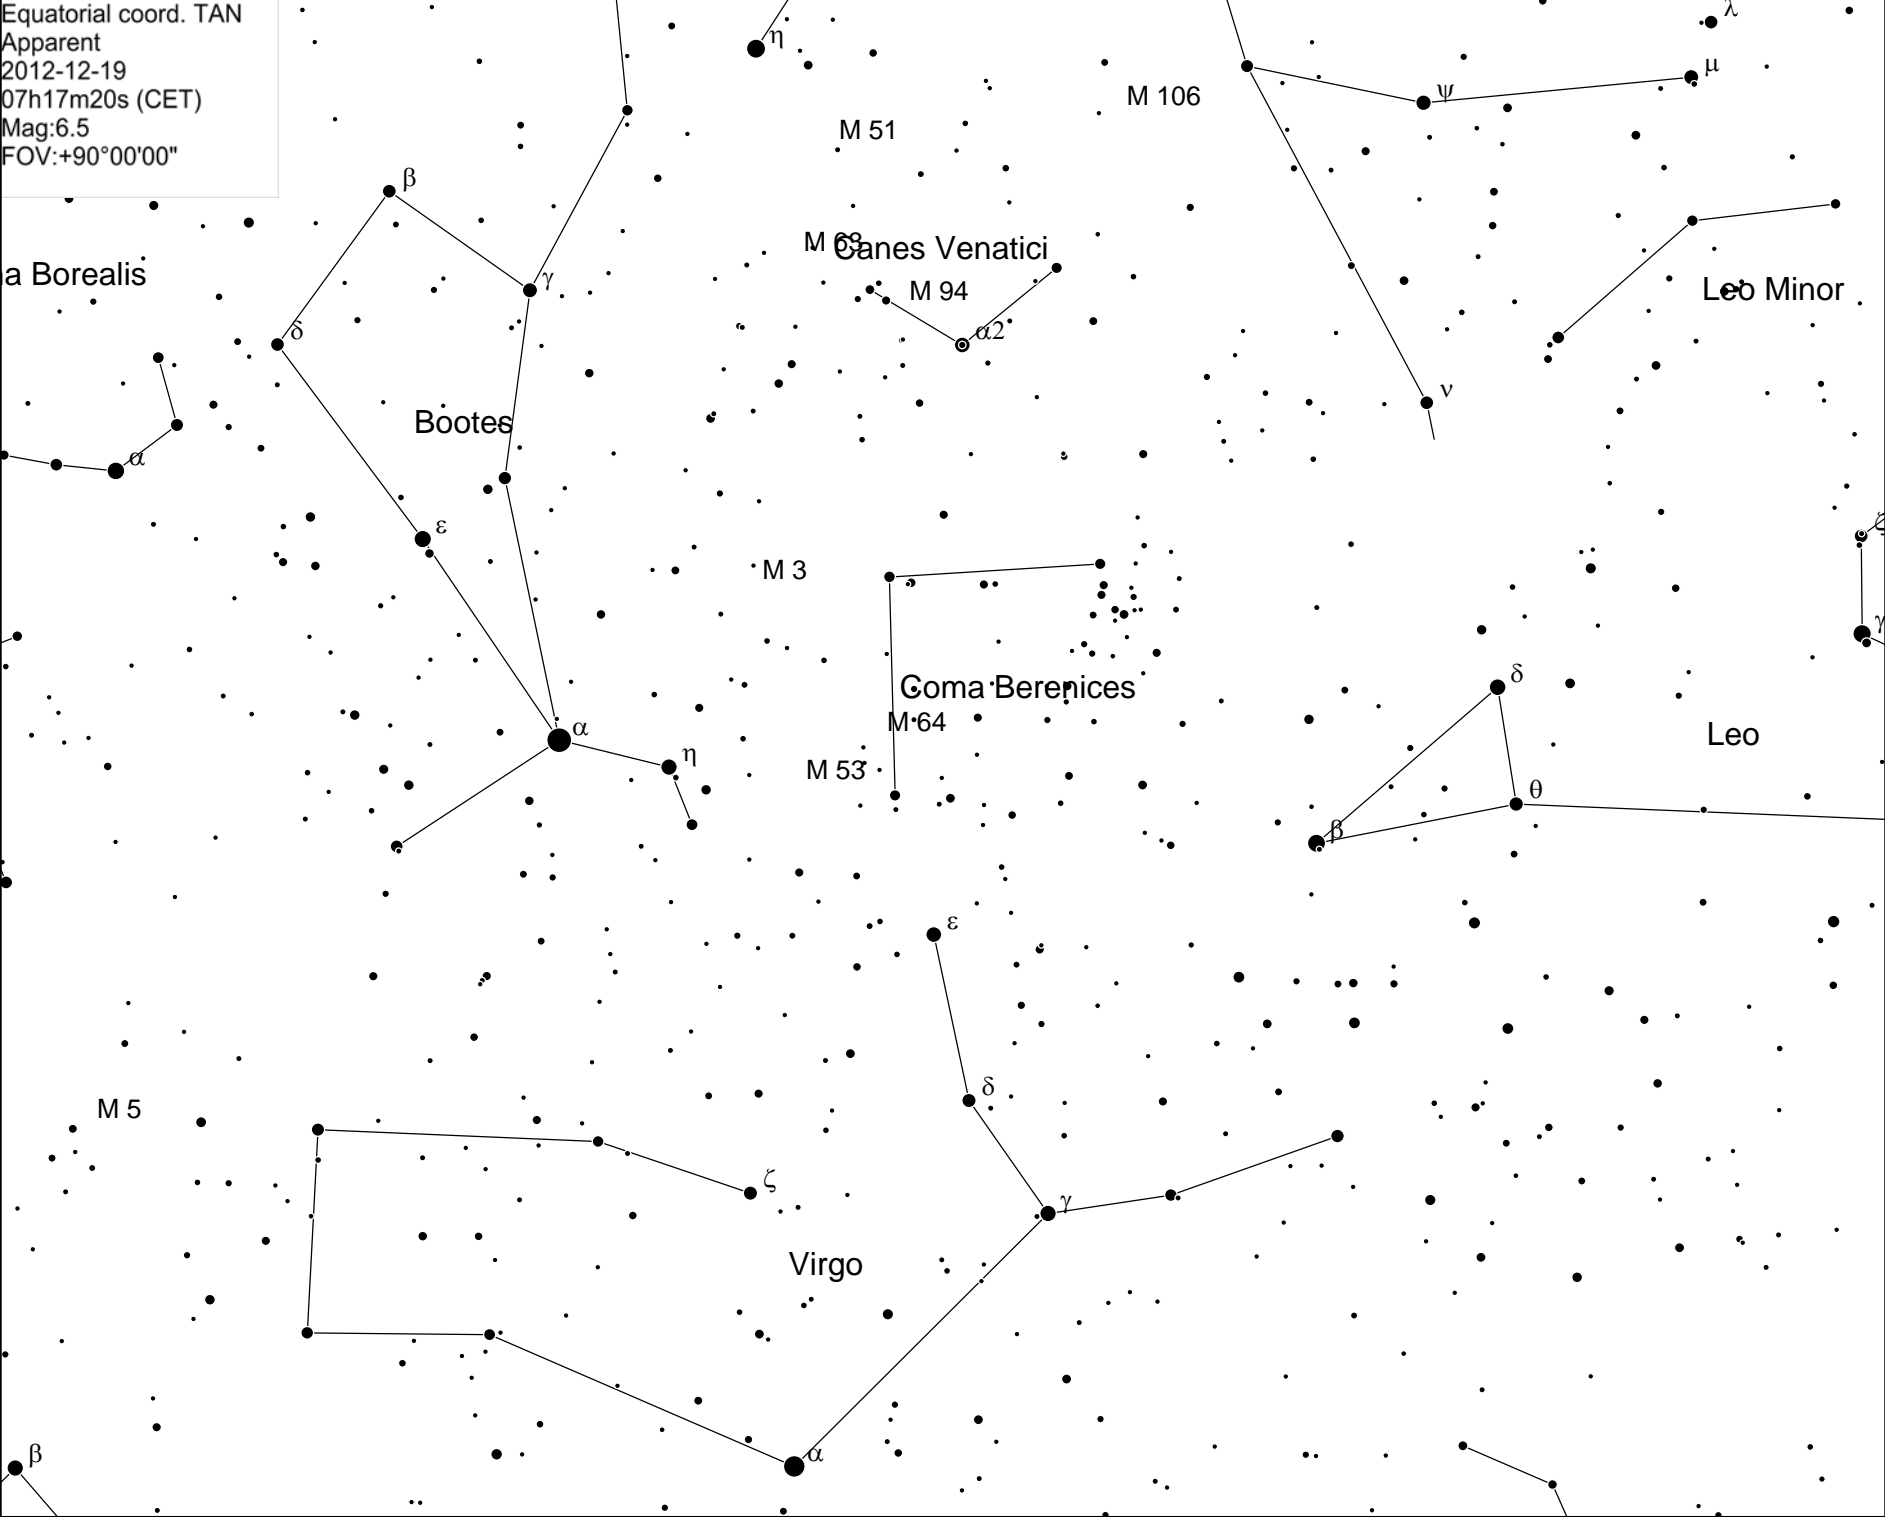 Equatorial coord. TAN
Apparent
2012-12-19
07h17m20s (CET)
Mag:6.5
FOV:+90°00'00"
η
λ
μ
ψ
M 106
M 51
β
M 63
Canes Venatici
a Borealis
γ
M 94
Leo Minor
δ
α2
ν
Bootes
α
ε
ζ
M 3
γ
δ
Coma Berenices
M 64
α
Leo
η
M 53
θ
β
ε
δ
M 5
ζ
γ
Virgo
α
β